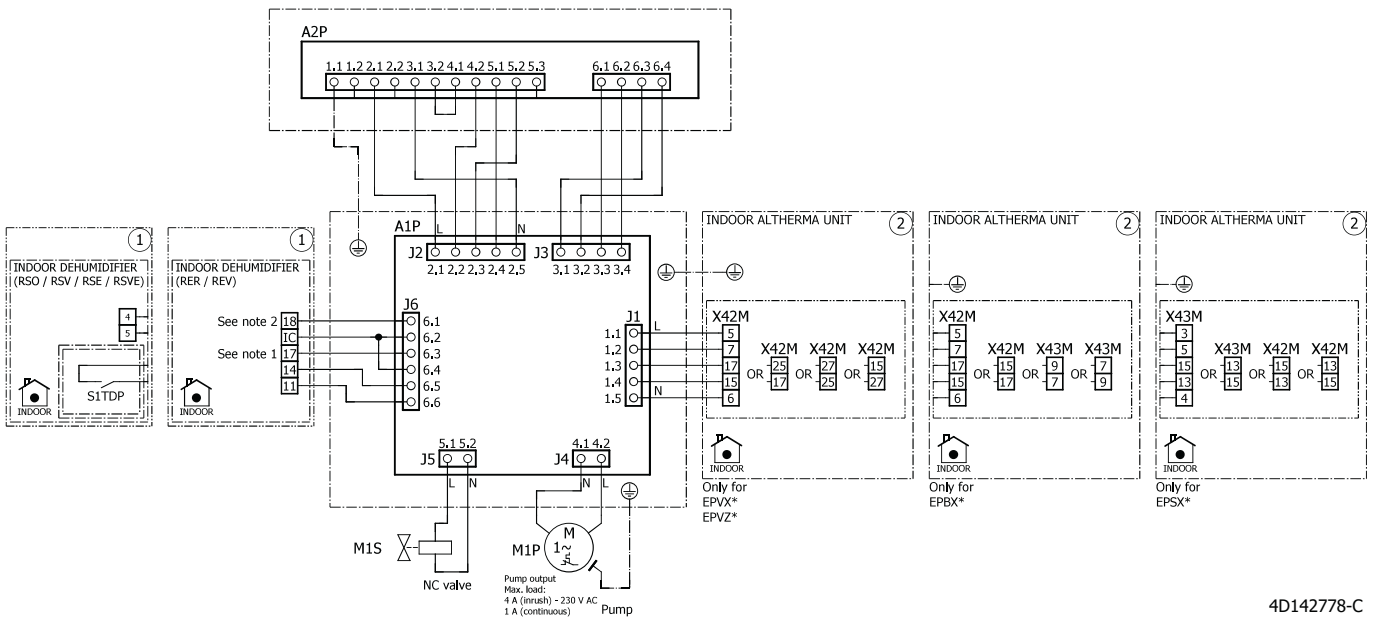 A2P
1.1 1.2 2.1 2.2 3.1 3.2 4.1 4.2 5.1 5.2 5.3
6.1 6.2 6.3 6.4
1
INDOOR DEHUMIDIFIER
(RSO / RSV / RSE / RSVE)
4
5
S1TDP
INDOOR
1
INDOOR DEHUMIDIFIER
(RER / REV)
See note 2 18
IC
See note 1 17
14
11
INDOOR
A1P
L N
J2
2.1 2.2 2.3 2.4 2.5
J3
3.1 3.2 3.3 3.4
J6
6.1
6.2
6.3
6.4
6.5
6.6
J1
1.1 L
1.2
1.3
1.4
1.5 N
5.1 5.2
J5
L N
4.1 4.2
J4
N L
M1S
NC valve
M1P
M
1~
Pump output
Max. load:
4 A (inrush) - 230 V AC
1 A (continuous)
Pump
INDOOR ALTHERMA UNIT 2
X42M
5
7
17
15
6
X42M X27M X42M
OR 25 OR 27 OR 15
17 25 27
INDOOR
Only for
EPVX*
EPVZ*
INDOOR ALTHERMA UNIT 2
X42M
5
7
17
15
6
X42M X43M X43M
OR 15 OR 9 OR 7
17 7 9
INDOOR
Only for
EPBX*
INDOOR ALTHERMA UNIT 2
X43M
3
5
15
13
4
X43M X42M X42M
OR 13 OR 15 OR 13
15 13 15
INDOOR
Only for
EPSX*
4D142778-C